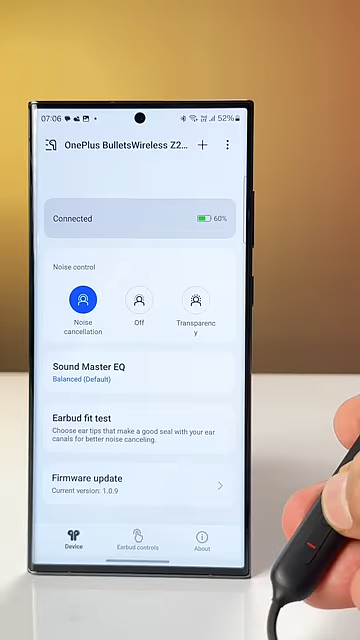 07:06
52%
OnePlus BulletsWireless Z2...
Connected
60%
Noise control
Noise
cancellation
Off
Transparenc
y
Sound Master EQ
Balanced (Default)
Earbud fit test
Choose ear tips that make a good seal with your ear
canals for better noise canceling.
Firmware update
Current version: 1.0.9
Device
Earbud controls
About